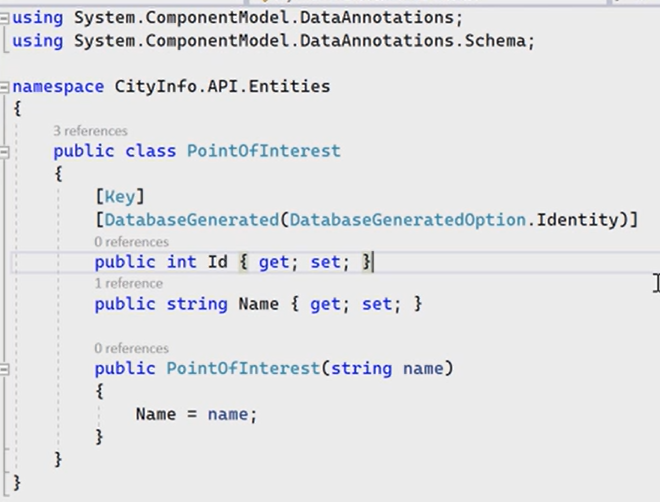 using System.ComponentModel.DataAnnotations;
using System.ComponentModel.DataAnnotations.Schema;
namespace CityInfo.API.Entities
{
3 references
public class PointOfInterest
{
[Key]
[DatabaseGenerated(DatabaseGeneratedOption.Identity)]
0 references
public int Id { get; set; }
1 reference
public string Name { get; set; }
0 references
public PointOfInterest(string name)
{
Name = name;
}
}
}